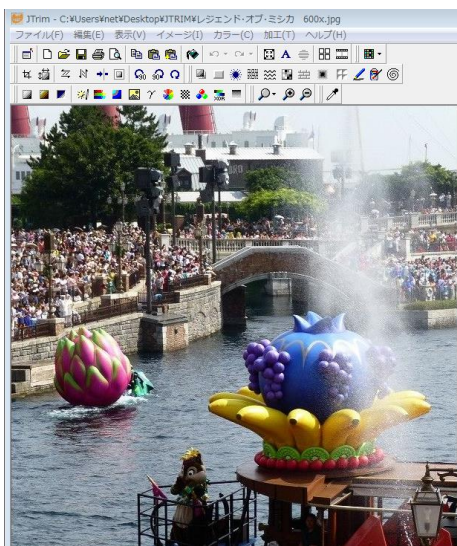 JTrim - C:¥Users¥net¥Desktop¥JTRIM¥レジェンド・オブ・ミシカ 600x.jpg
ファイル(F) 編集(E) 表示(V) イメージ(I) カラー(C) 加工(T) ヘルプ(H)